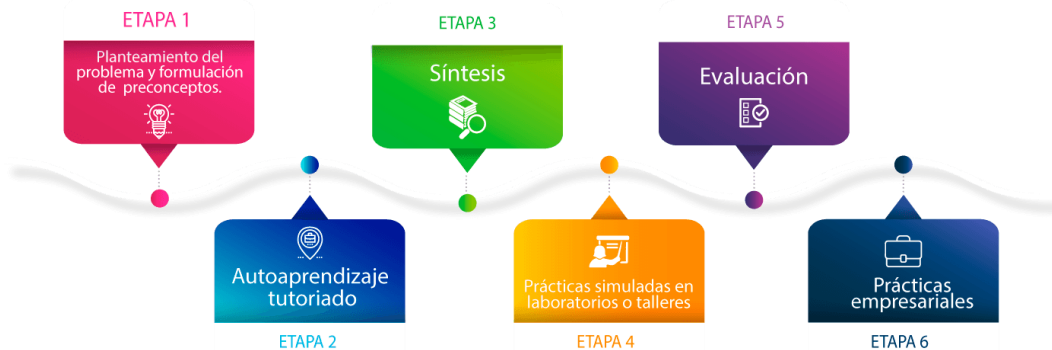 ETAPA 1
Planteamiento del
problema y formulación
de preconceptos.
Autoaprendizaje
tutoriado
ETAPA 2
ETAPA 3
Síntesis
Prácticas simuladas en
laboratorios o talleres
ETAPA 4
ETAPA 5
Evaluación
Prácticas
empresariales
ETAPA 6